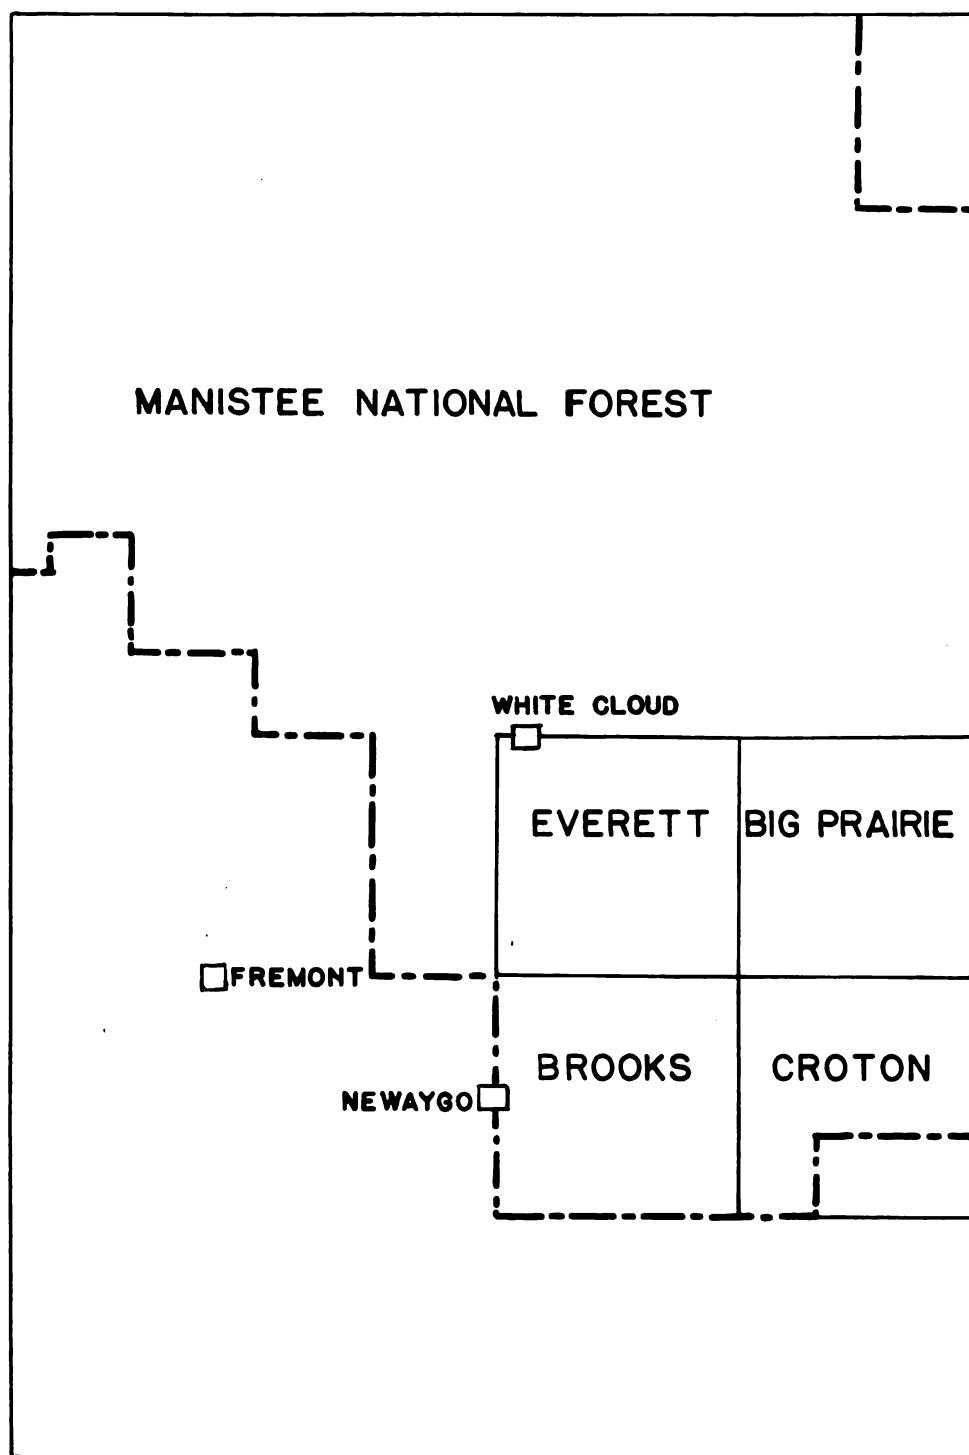 MANISTEE NATIONAL FOREST
WHITE CLOUD
EVERETT
BIG PRAIRIE
FREMONT
BROOKS
CROTON
NEWAYGO